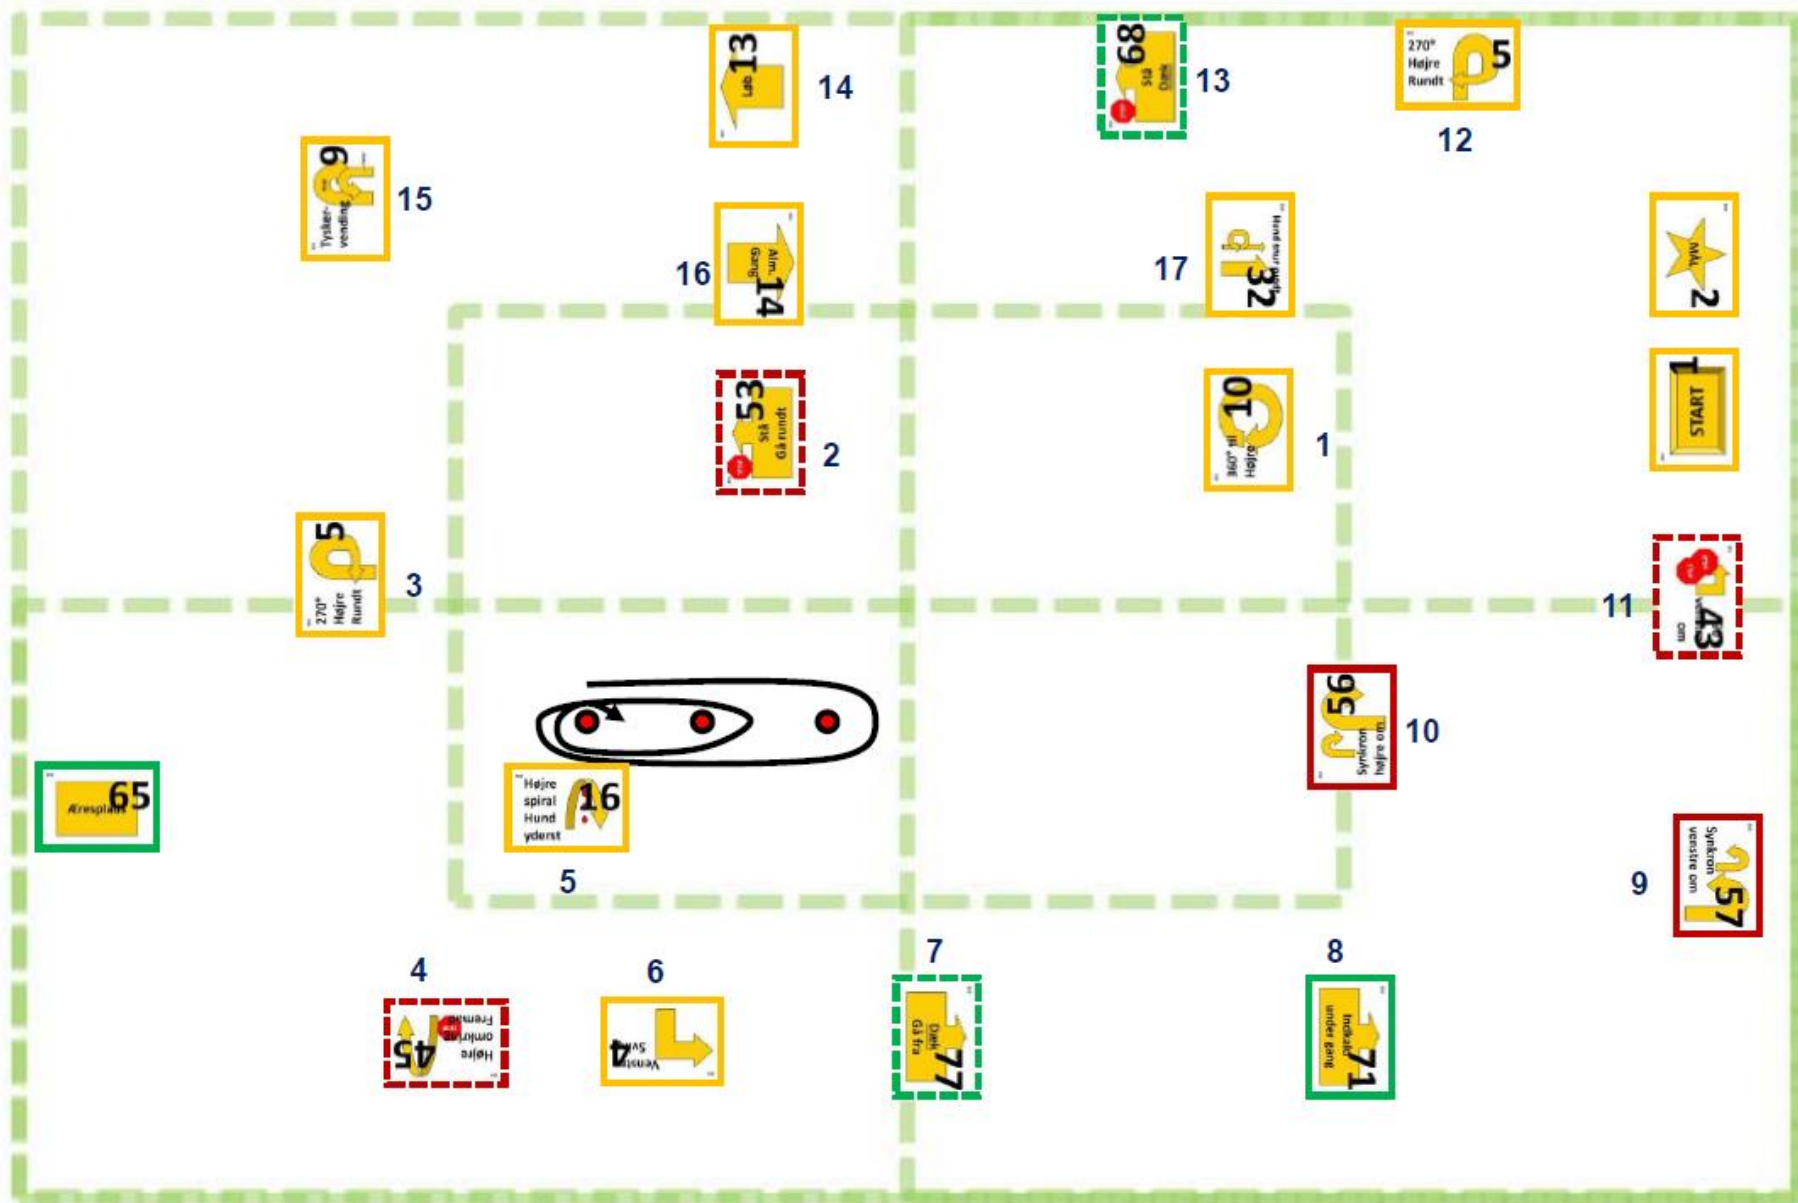 13
Løb
14
68
Stå
Dæk
13
270°
Højre
Rundt
5
12
9
Tysker-
vending
15
16
Alm.
Gang
14
17
32
MÅL
2
53
Stå
Gå rundt
2
10
360° til
Højre
1
1
START
5
270°
Højre
Rundt
3
11
43
om
56
Synkron
højre om
10
Æresplads
65
Højre
spiral
Hund
yderst
16
5
Synkron
venstre om
57
9
4
Højre
omkring
Fremad
45
6
4
7
Dæk
Gå fra
77
8
Indkald
under gang
71